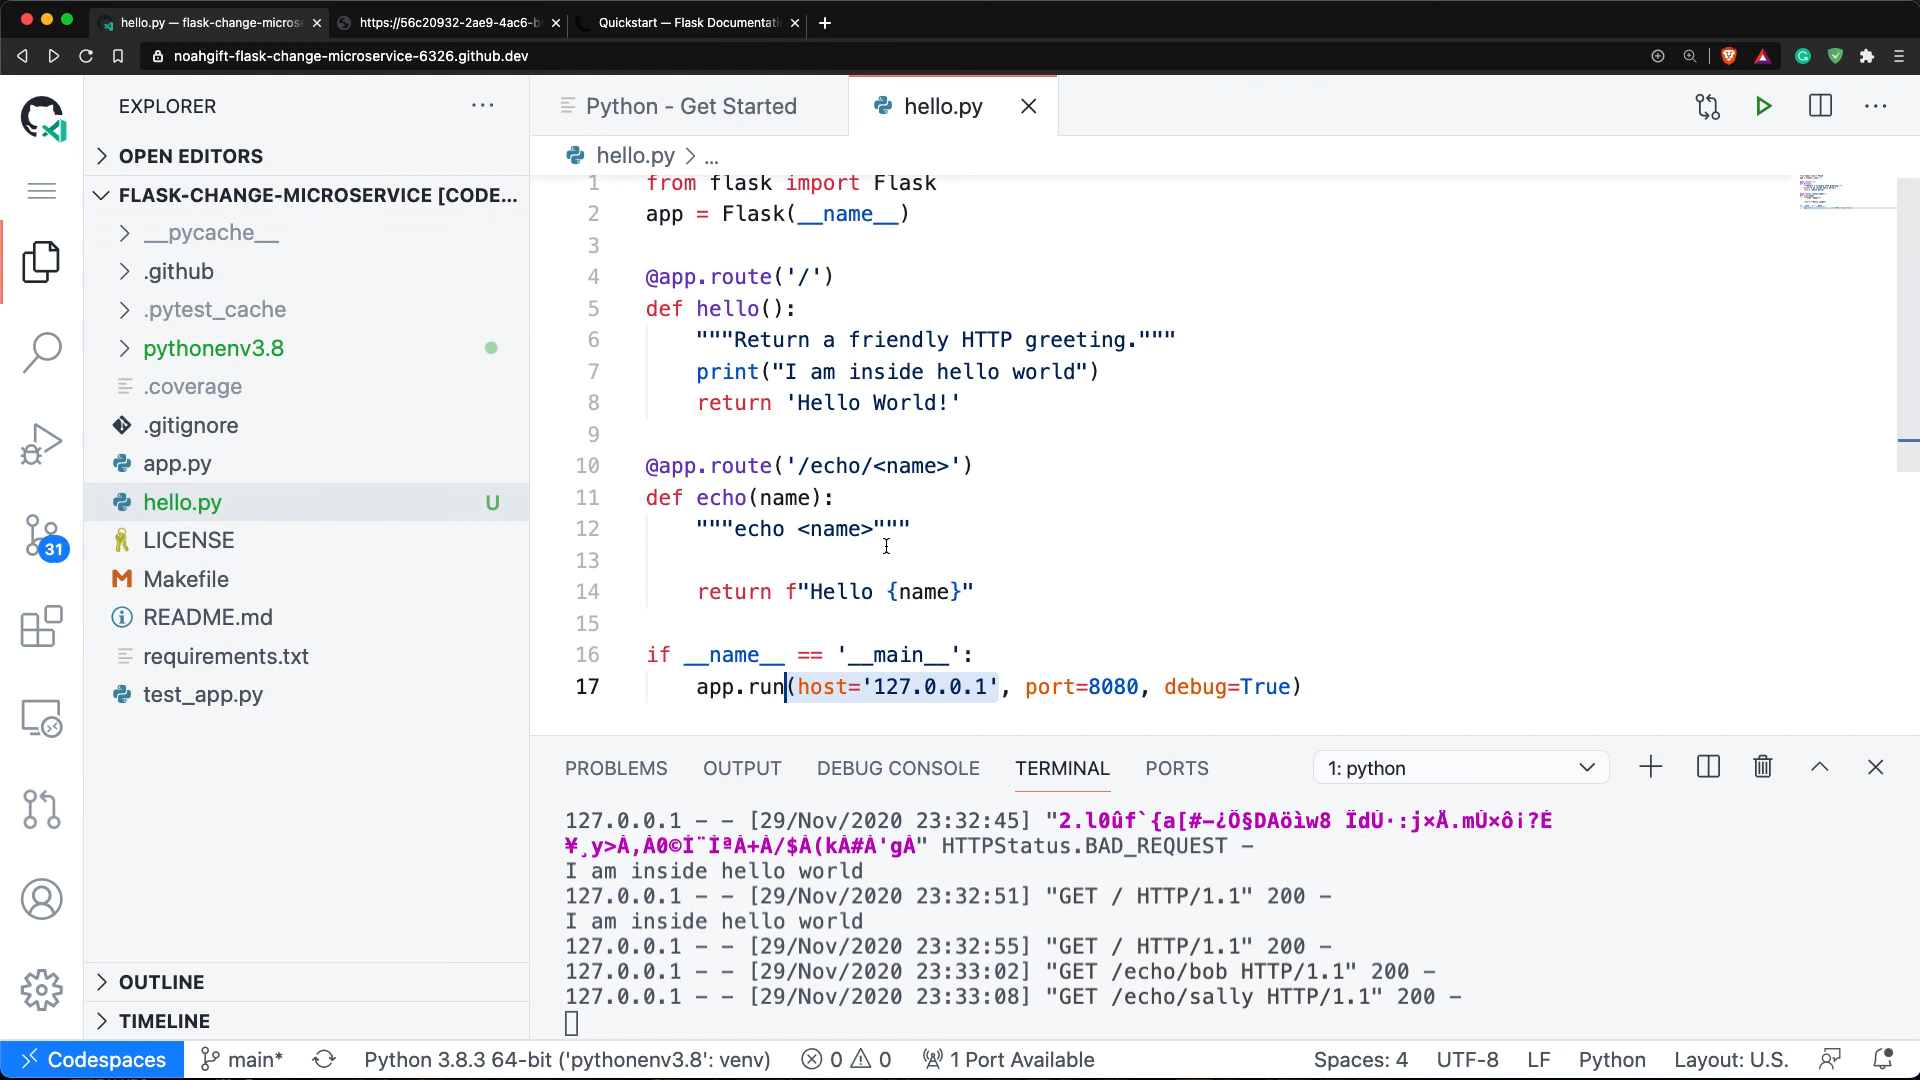 hello.py — flask-change-micros
https://56c20932-2ae9-4ac6-b
Quickstart — Flask Documentati
noahgift-flask-change-microservice-6326.github.dev
EXPLORER
OPEN EDITORS
FLASK-CHANGE-MICROSERVICE [CODE...
__pycache__
.github
.pytest_cache
pythonenv3.8
.coverage
.gitignore
app.py
hello.py U
LICENSE
Makefile
README.md
requirements.txt
test_app.py
OUTLINE
TIMELINE
31
Python - Get Started
hello.py
hello.py > ...
1 from flask import Flask
2 app = Flask(__name__)
3
4 @app.route('/')
5 def hello():
6 """Return a friendly HTTP greeting."""
7 print("I am inside hello world")
8 return 'Hello World!'
9
10 @app.route('/echo/<name>')
11 def echo(name):
12 """echo <name>"""
13
14 return f"Hello {name}"
15
16 if __name__ == '__main__':
17 app.run(host='127.0.0.1', port=8080, debug=True)
PROBLEMS OUTPUT DEBUG CONSOLE TERMINAL PORTS
1: python
127.0.0.1 - - [29/Nov/2020 23:32:45] "
" HTTPStatus.BAD_REQUEST -
I am inside hello world
127.0.0.1 - - [29/Nov/2020 23:32:51] "GET / HTTP/1.1" 200 -
I am inside hello world
127.0.0.1 - - [29/Nov/2020 23:32:55] "GET / HTTP/1.1" 200 -
127.0.0.1 - - [29/Nov/2020 23:33:02] "GET /echo/bob HTTP/1.1" 200 -
127.0.0.1 - - [29/Nov/2020 23:33:08] "GET /echo/sally HTTP/1.1" 200 -
Codespaces main* Python 3.8.3 64-bit ('pythonenv3.8': venv) 0 0 1 Port Available Spaces: 4 UTF-8 LF Python Layout: U.S.